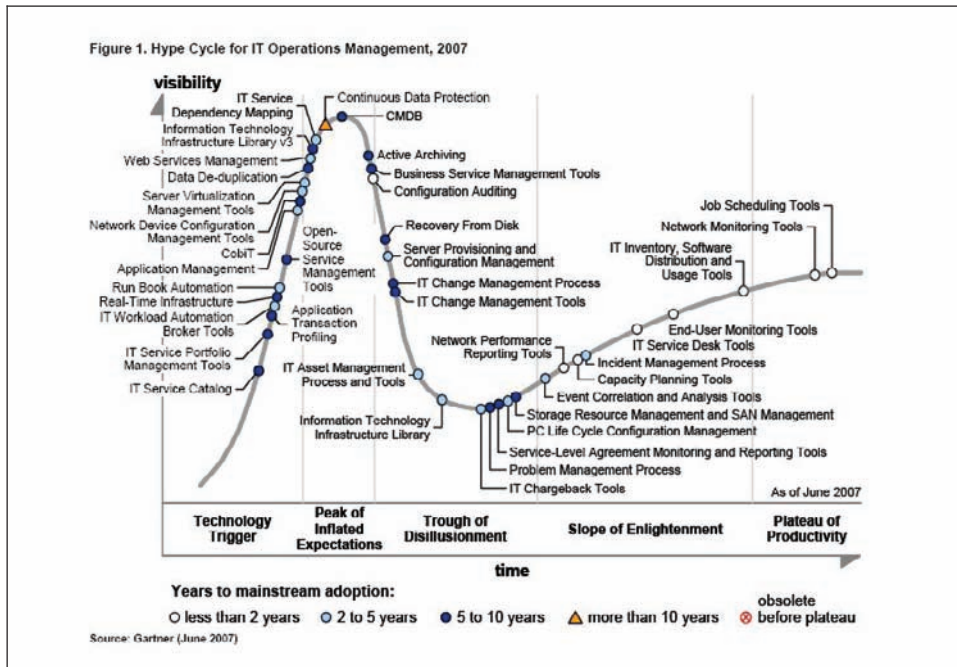 Figure 1. Hype Cycle for IT Operations Management, 2007
visibility
IT Service
Dependency Mapping
Continuous Data Protection
CMDB
Information Technology
Infrastructure Library v3
Web Services Management
Data De-duplication
Server Virtualization
Management Tools
Network Device Configuration
Management Tools
CobiT
Application Management
Open-
Source
Service
Management
Tools
Run Book Automation
Real-Time Infrastructure
IT Workload Automation
Broker Tools
Application
Transaction
Profiling
IT Service Portfolio
Management Tools
IT Service Catalog
Active Archiving
Business Service Management Tools
Configuration Auditing
Recovery From Disk
Server Provisioning and
Configuration Management
IT Change Management Process
IT Change Management Tools
IT Asset Management
Process and Tools
Information Technology
Infrastructure Library
Network Performance
Reporting Tools
Job Scheduling Tools
Network Monitoring Tools
IT Inventory, Software
Distribution and
Usage Tools
End-User Monitoring Tools
IT Service Desk Tools
Incident Management Process
Capacity Planning Tools
Event Correlation and Analysis Tools
Storage Resource Management and SAN Management
PC Life Cycle Configuration Management
Service-Level Agreement Monitoring and Reporting Tools
Problem Management Process
IT Chargeback Tools
As of June 2007
Technology
Trigger
Peak of
Inflated
Expectations
Trough of
Disillusionment
Slope of Enlightenment
Plateau of
Productivity
time
Years to mainstream adoption:
less than 2 years
2 to 5 years
5 to 10 years
more than 10 years
obsolete
before plateau
Source: Gartner (June 2007)